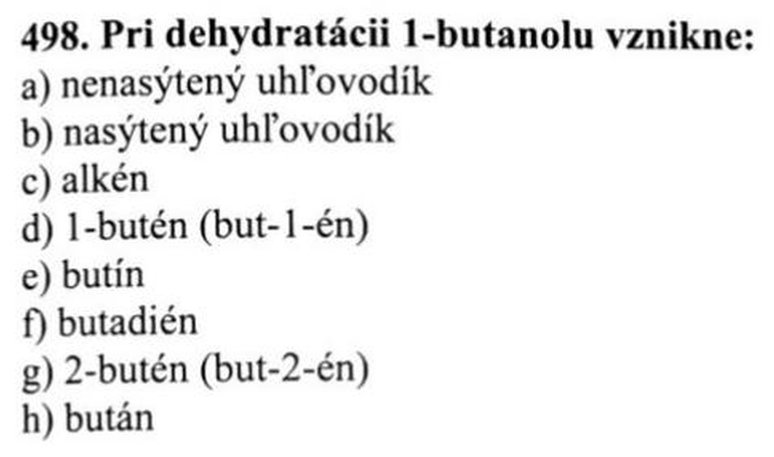 498. Pri dehydratácii 1-butanolu vznikne:
a) nenasýtený uhľovodík
b) nasýtený uhľovodík
c) alkén
d) 1-butén (but-1-én)
e) butín
f) butadién
g) 2-butén (but-2-én)
h) bután